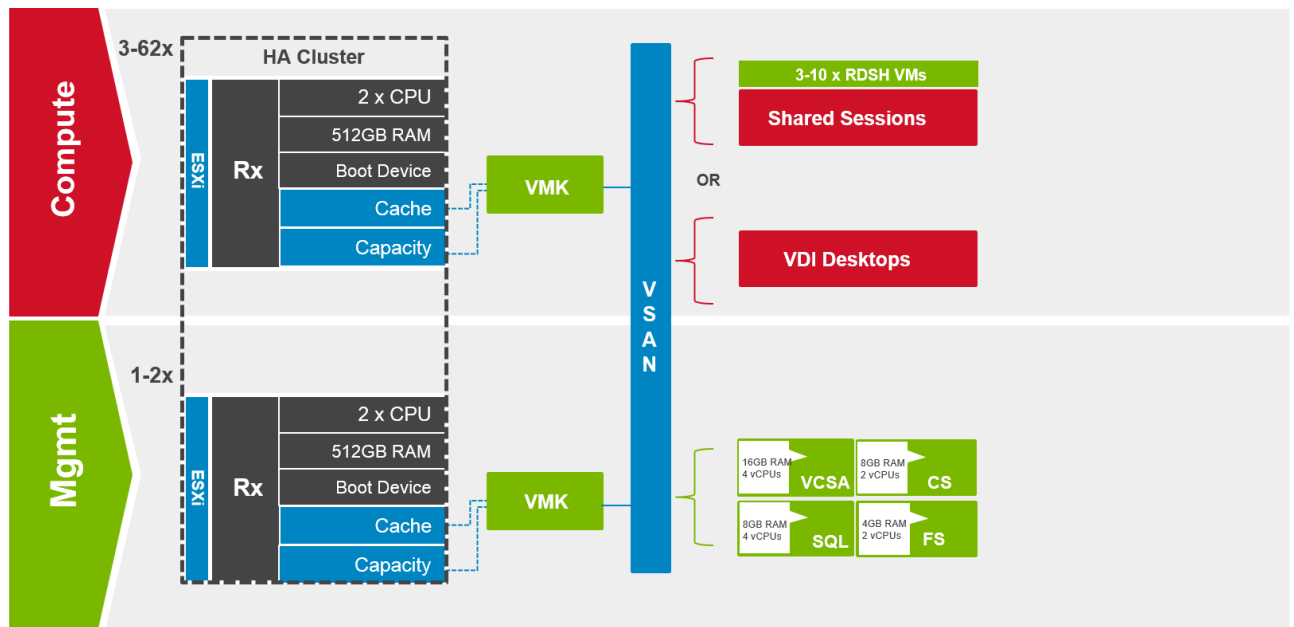 Compute
3-62x
HA Cluster
ESXi
Rx
2 x CPU
512GB RAM
Boot Device
Cache
Capacity
VMK
VSAN
3-10 x RDSH VMs
Shared Sessions
OR
VDI Desktops
Mgmt
1-2x
ESXi
Rx
2 x CPU
512GB RAM
Boot Device
Cache
Capacity
VMK
16GB RAM
4 vCPUs
VCSA
8GB RAM
2 vCPUs
CS
8GB RAM
4 vCPUs
SQL
4GB RAM
2 vCPUs
FS